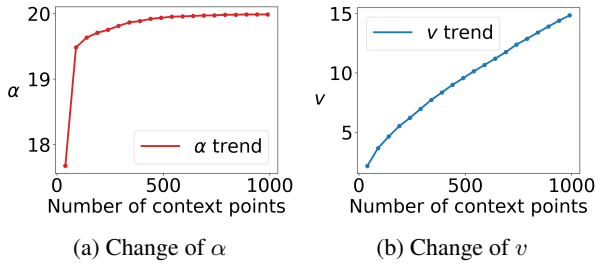 20
19
18
α
α trend
0
500
1000
Number of context points
(a) Change of α
15
10
5
v
v trend
0
500
1000
Number of context points
(b) Change of v